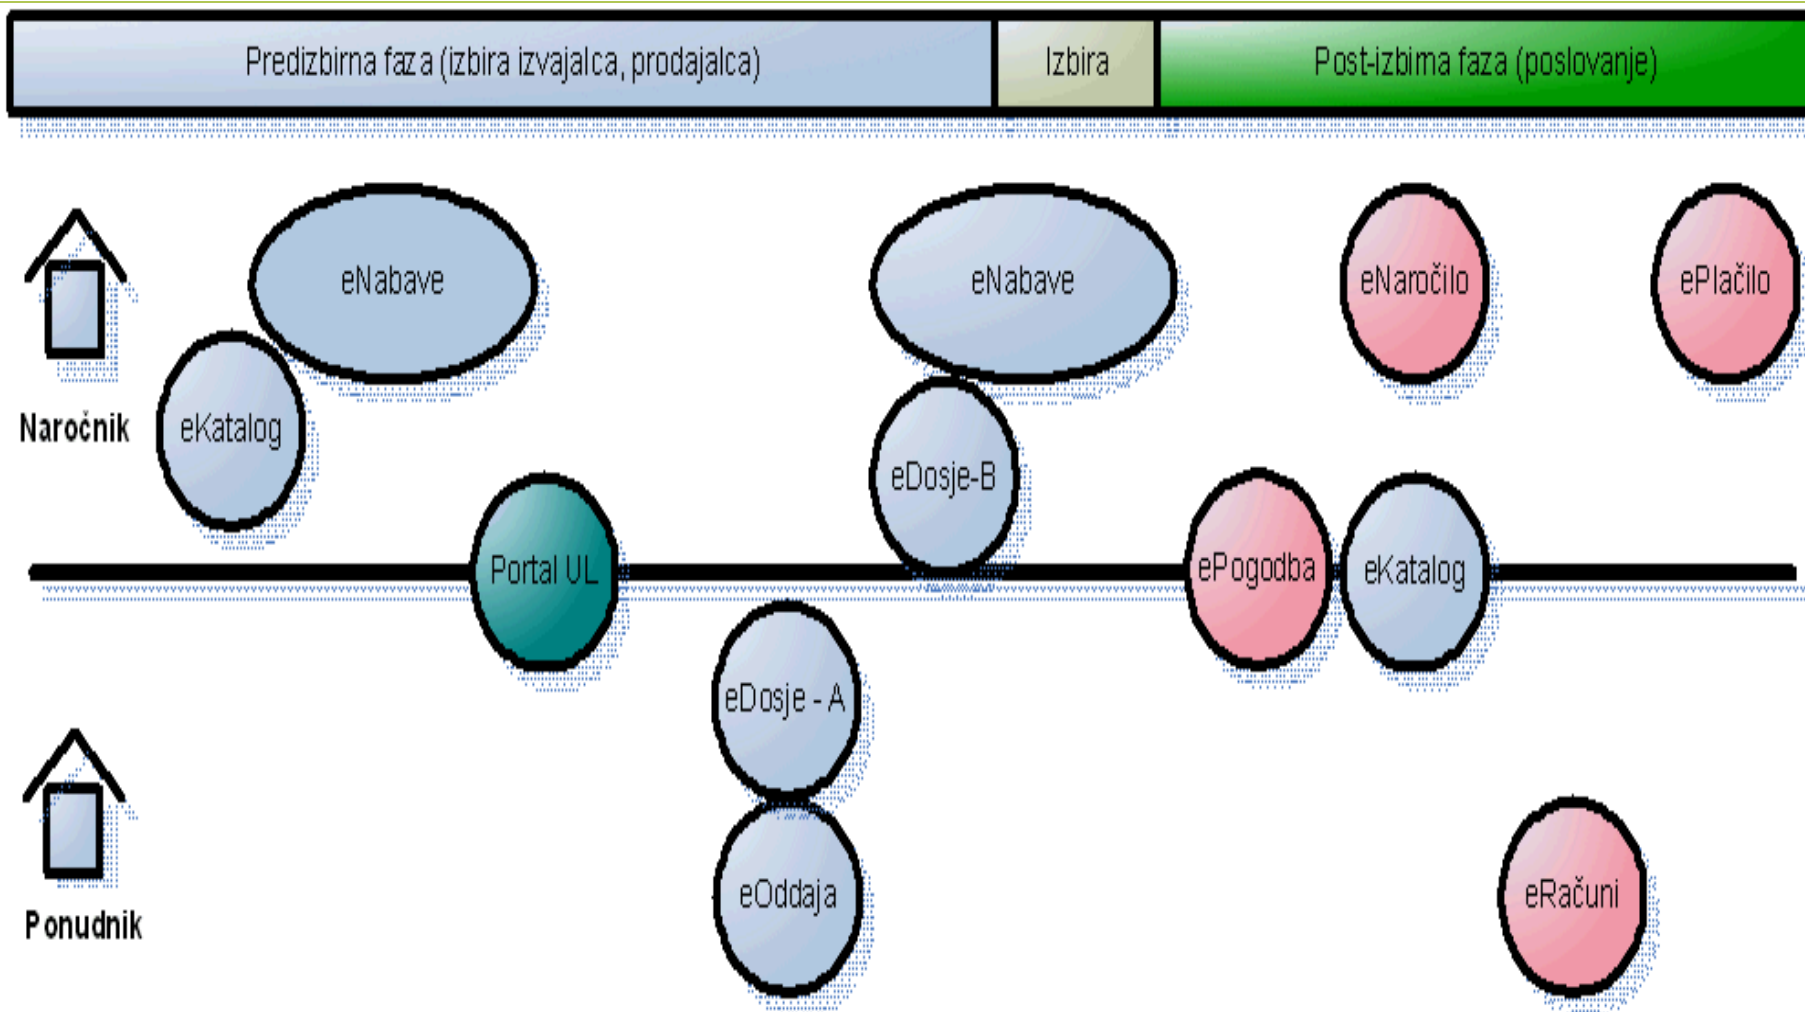 Predizbirna faza (izbira izvajalca, prodajalca)
Izbira
Post-izbirna faza (poslovanje)
eNabave
eNabave
eNaročilo
ePlačilo
Naročnik
eKatalog
eDosje-B
Portal UL
ePogodba
eKatalog
eDosje - A
eOddaja
eRačuni
Ponudnik